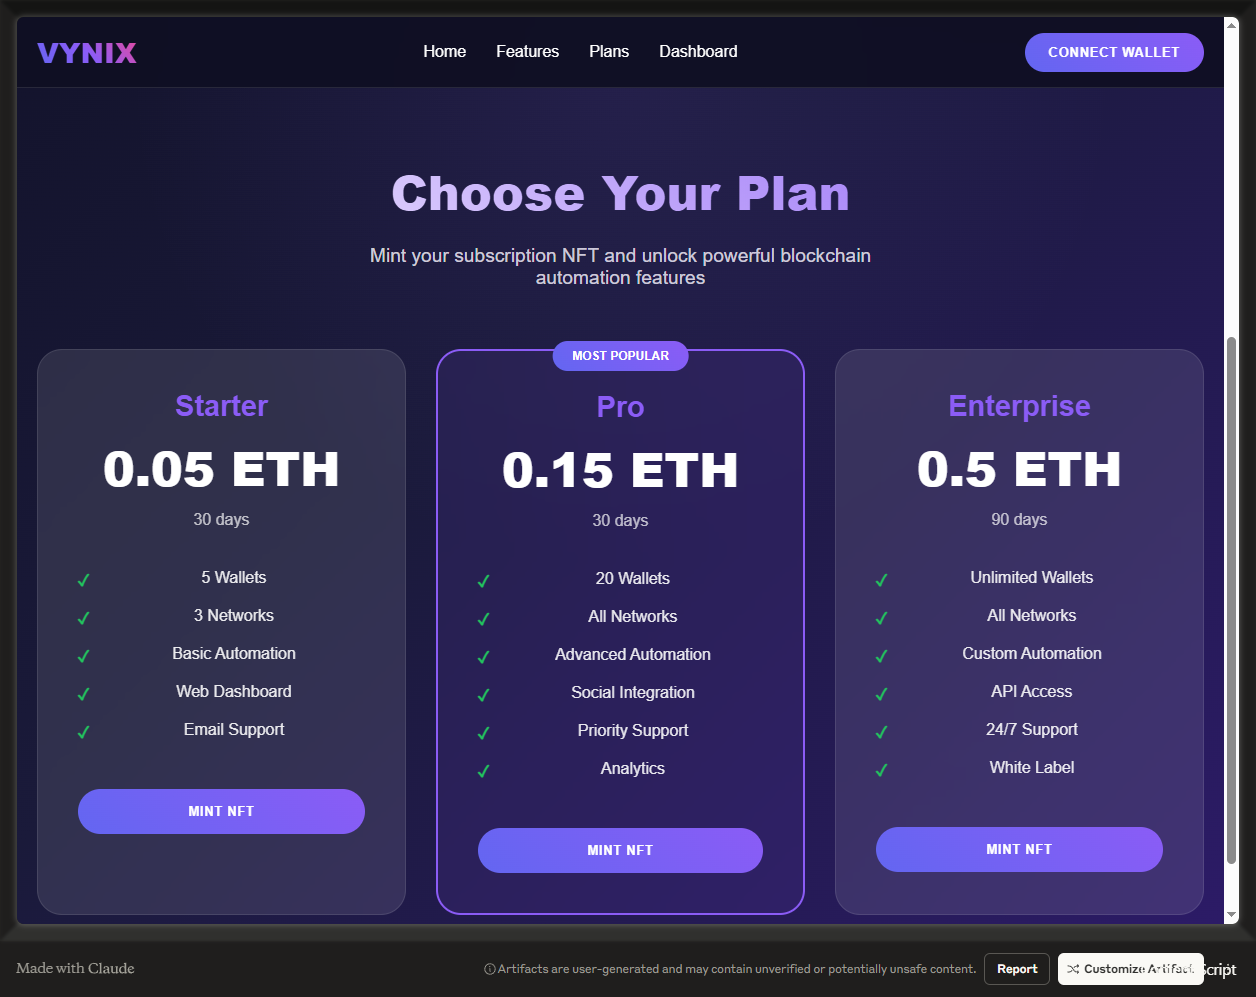 VYNIX
Home
Features
Plans
Dashboard
CONNECT WALLET
Choose Your Plan
Mint your subscription NFT and unlock powerful blockchain
automation features
Starter
0.05 ETH
30 days
✓ 5 Wallets
✓ 3 Networks
✓ Basic Automation
✓ Web Dashboard
✓ Email Support
MINT NFT
MOST POPULAR
Pro
0.15 ETH
30 days
✓ 20 Wallets
✓ All Networks
✓ Advanced Automation
✓ Social Integration
✓ Priority Support
✓ Analytics
MINT NFT
Enterprise
0.5 ETH
90 days
✓ Unlimited Wallets
✓ All Networks
✓ Custom Automation
✓ API Access
✓ 24/7 Support
✓ White Label
MINT NFT
Made with Claude
Artifacts are user-generated and may contain unverified or potentially unsafe content.
Report
Customize Artifact